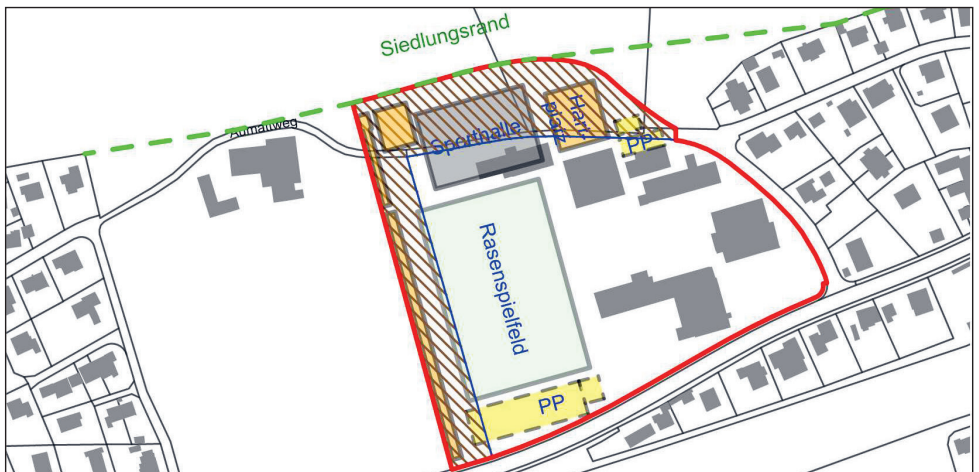 Siedlungsrand
Aumattweg
Sporthalle
Hart
platz
PP
Rasenspielfeld
PP